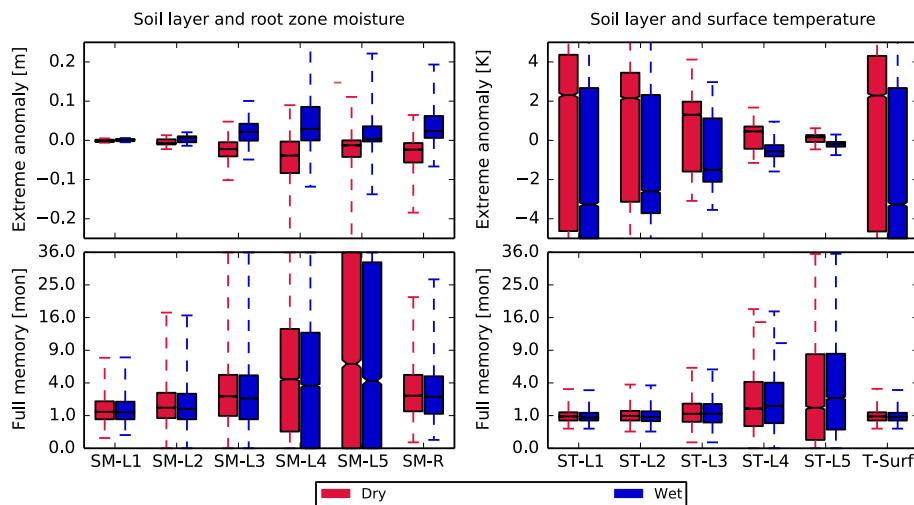 Soil layer and root zone moisture
Soil layer and surface temperature
Extreme anomaly [m]
0.2
0.1
0.0
−0.1
−0.2
Extreme anomaly [K]
4
2
0
−2
−4
Full memory [mon]
36.0
25.0
16.0
9.0
4.0
1.0
0.0
SM-L1 SM-L2 SM-L3 SM-L4 SM-L5 SM-R
Full memory [mon]
36.0
25.0
16.0
9.0
4.0
1.0
0.0
ST-L1 ST-L2 ST-L3 ST-L4 ST-L5 T-Surf
Dry Wet